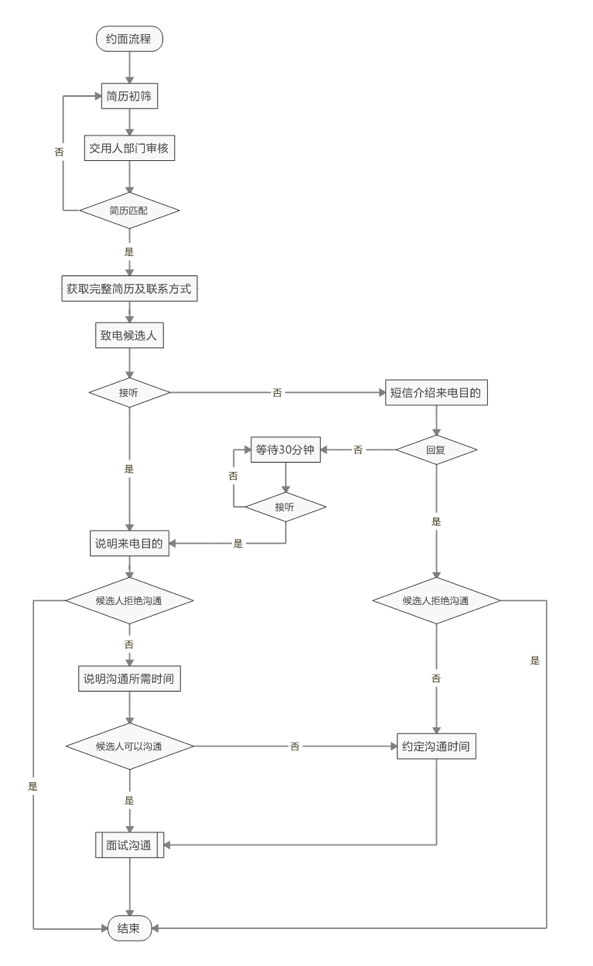 约面流程
简历初筛
否
交用人部门审核
简历匹配
是
获取完整简历及联系方式
致电候选人
接听
否
短信介绍来电目的
等待30分钟
否
回复
是
否
接听
是
说明来电目的
是
候选人拒绝沟通
候选人拒绝沟通
否
是
说明沟通所需时间
否
候选人可以沟通
否
约定沟通时间
是
是
面试沟通
结束